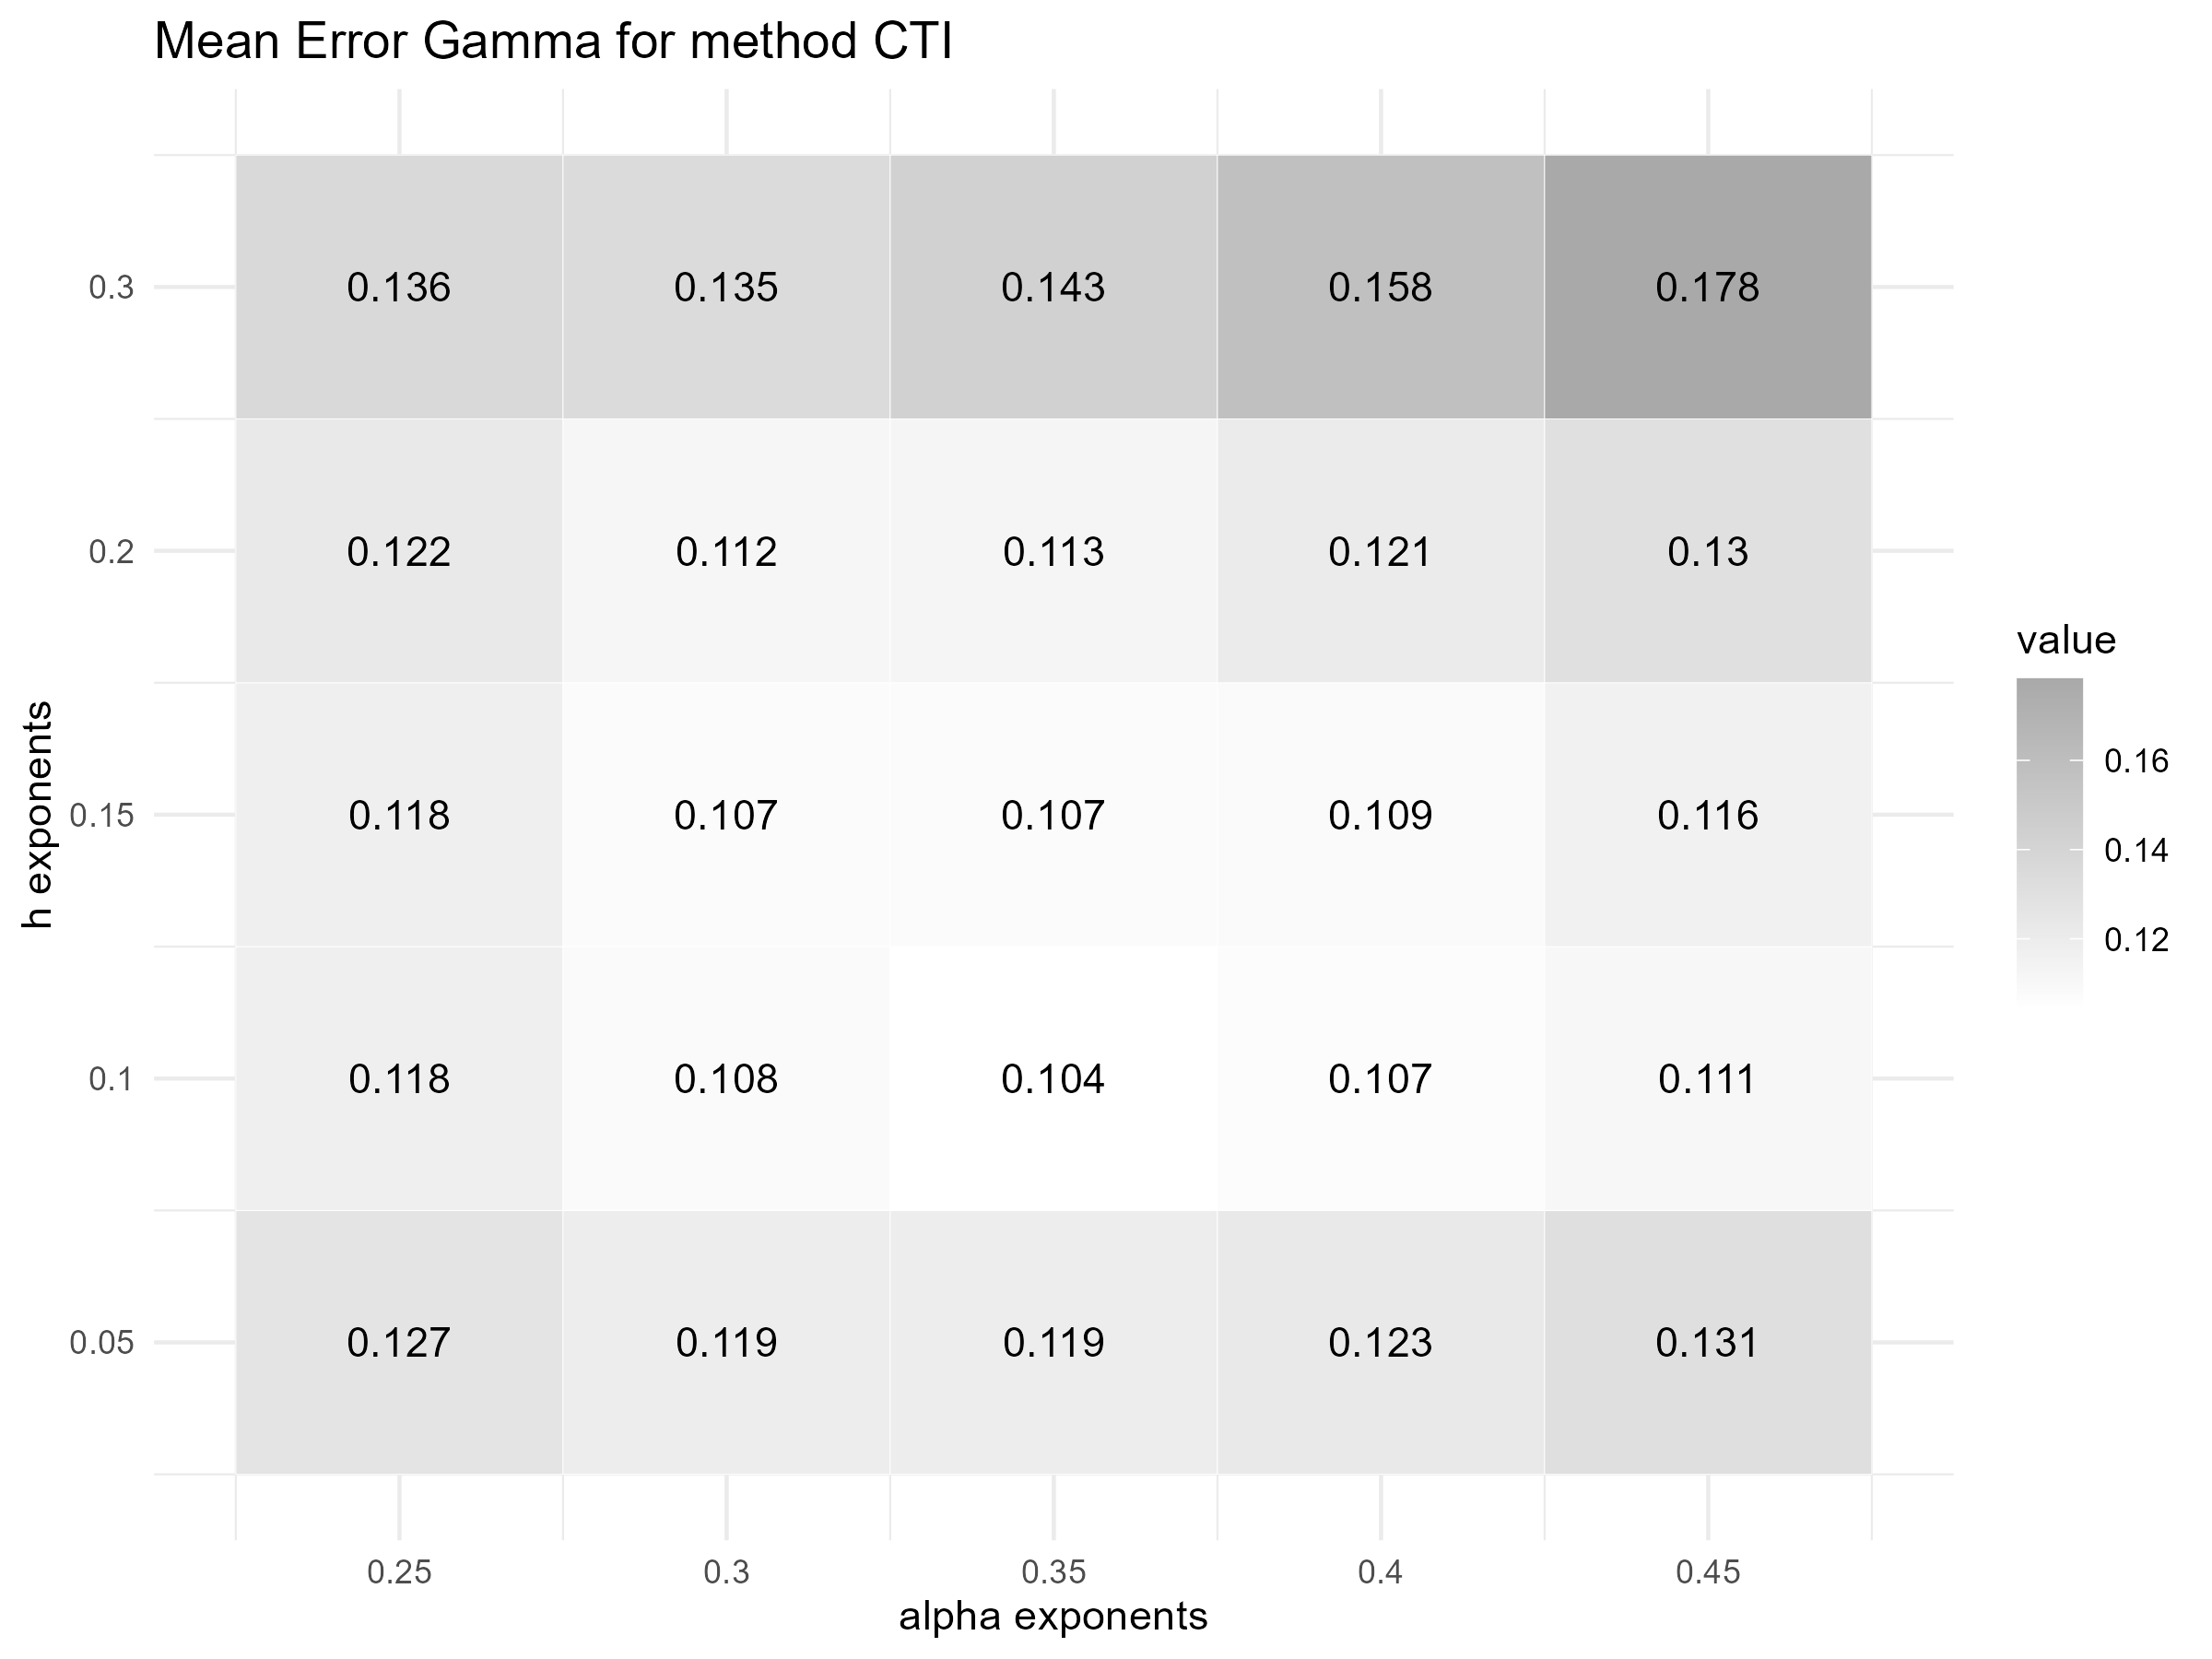 Mean Error Gamma for method CTI
0.3 0.136 0.135 0.143 0.158 0.178
0.2 0.122 0.112 0.113 0.121 0.13
0.15 0.118 0.107 0.107 0.109 0.116
0.1 0.118 0.108 0.104 0.107 0.111
0.05 0.127 0.119 0.119 0.123 0.131
h exponents
0.25 0.3 0.35 0.4 0.45
alpha exponents
value
0.16
0.14
0.12